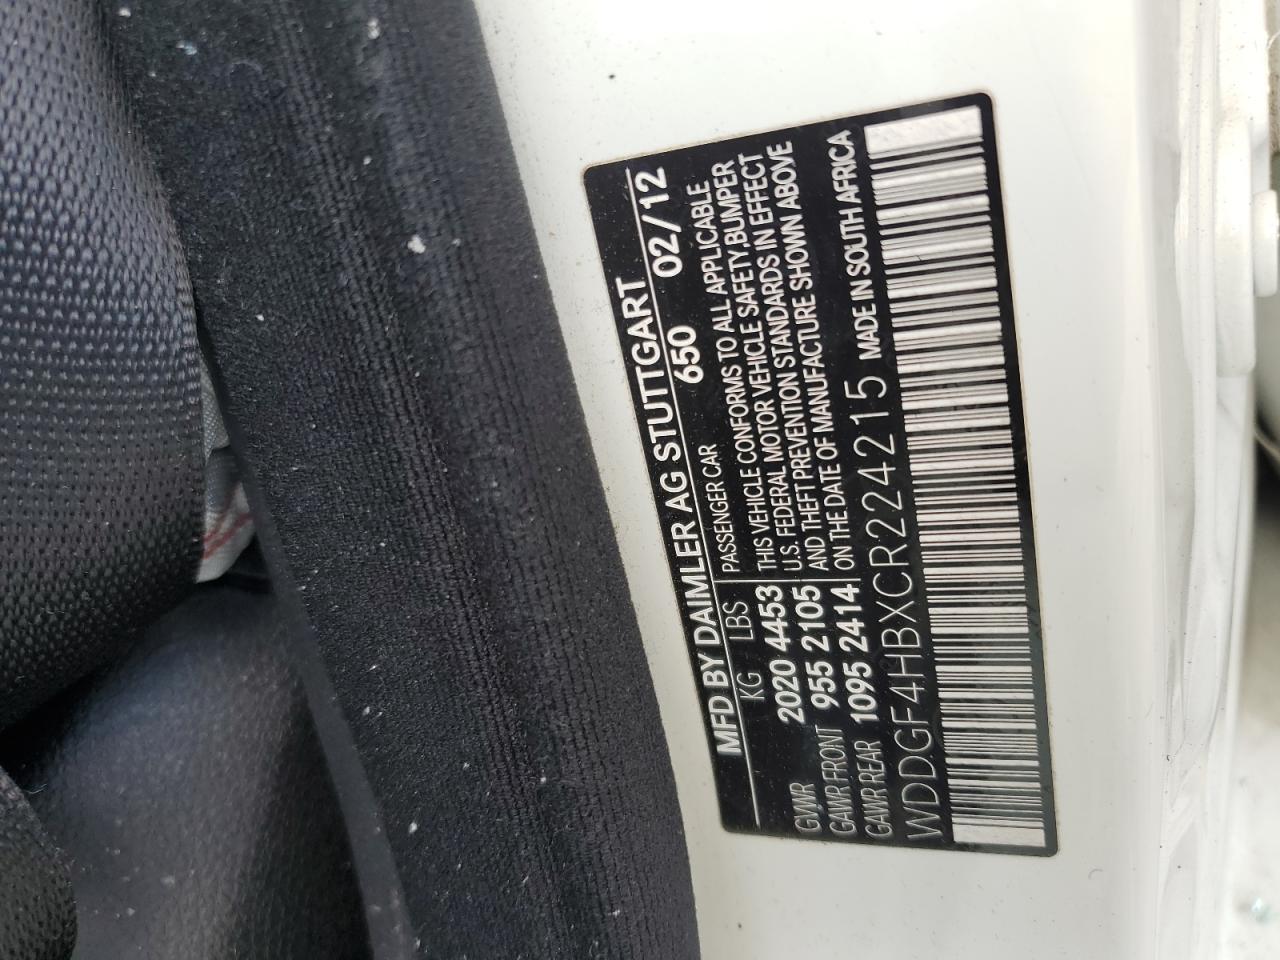 MFD BY DAIMLER AG STUTTGART
650 02/12
KG LBS
GVWR 2020 4453
GAWR FRONT 955 2105
GAWR REAR 1095 2414
PASSENGER CAR
THIS VEHICLE CONFORMS TO ALL APPLICABLE
U.S. FEDERAL MOTOR VEHICLE SAFETY,BUMPER
AND THEFT PREVENTION STANDARDS IN EFFECT
ON THE DATE OF MANUFACTURE SHOWN ABOVE
WDDGF4HBXCR224215 MADE IN SOUTH AFRICA